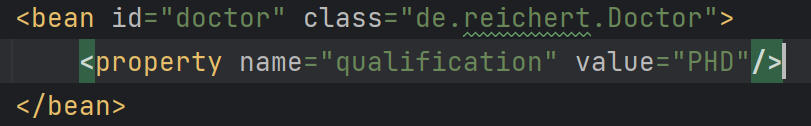 <bean id="doctor" class="de.reichert.Doctor">
<property name="qualification" value="PHD"/>
</bean>